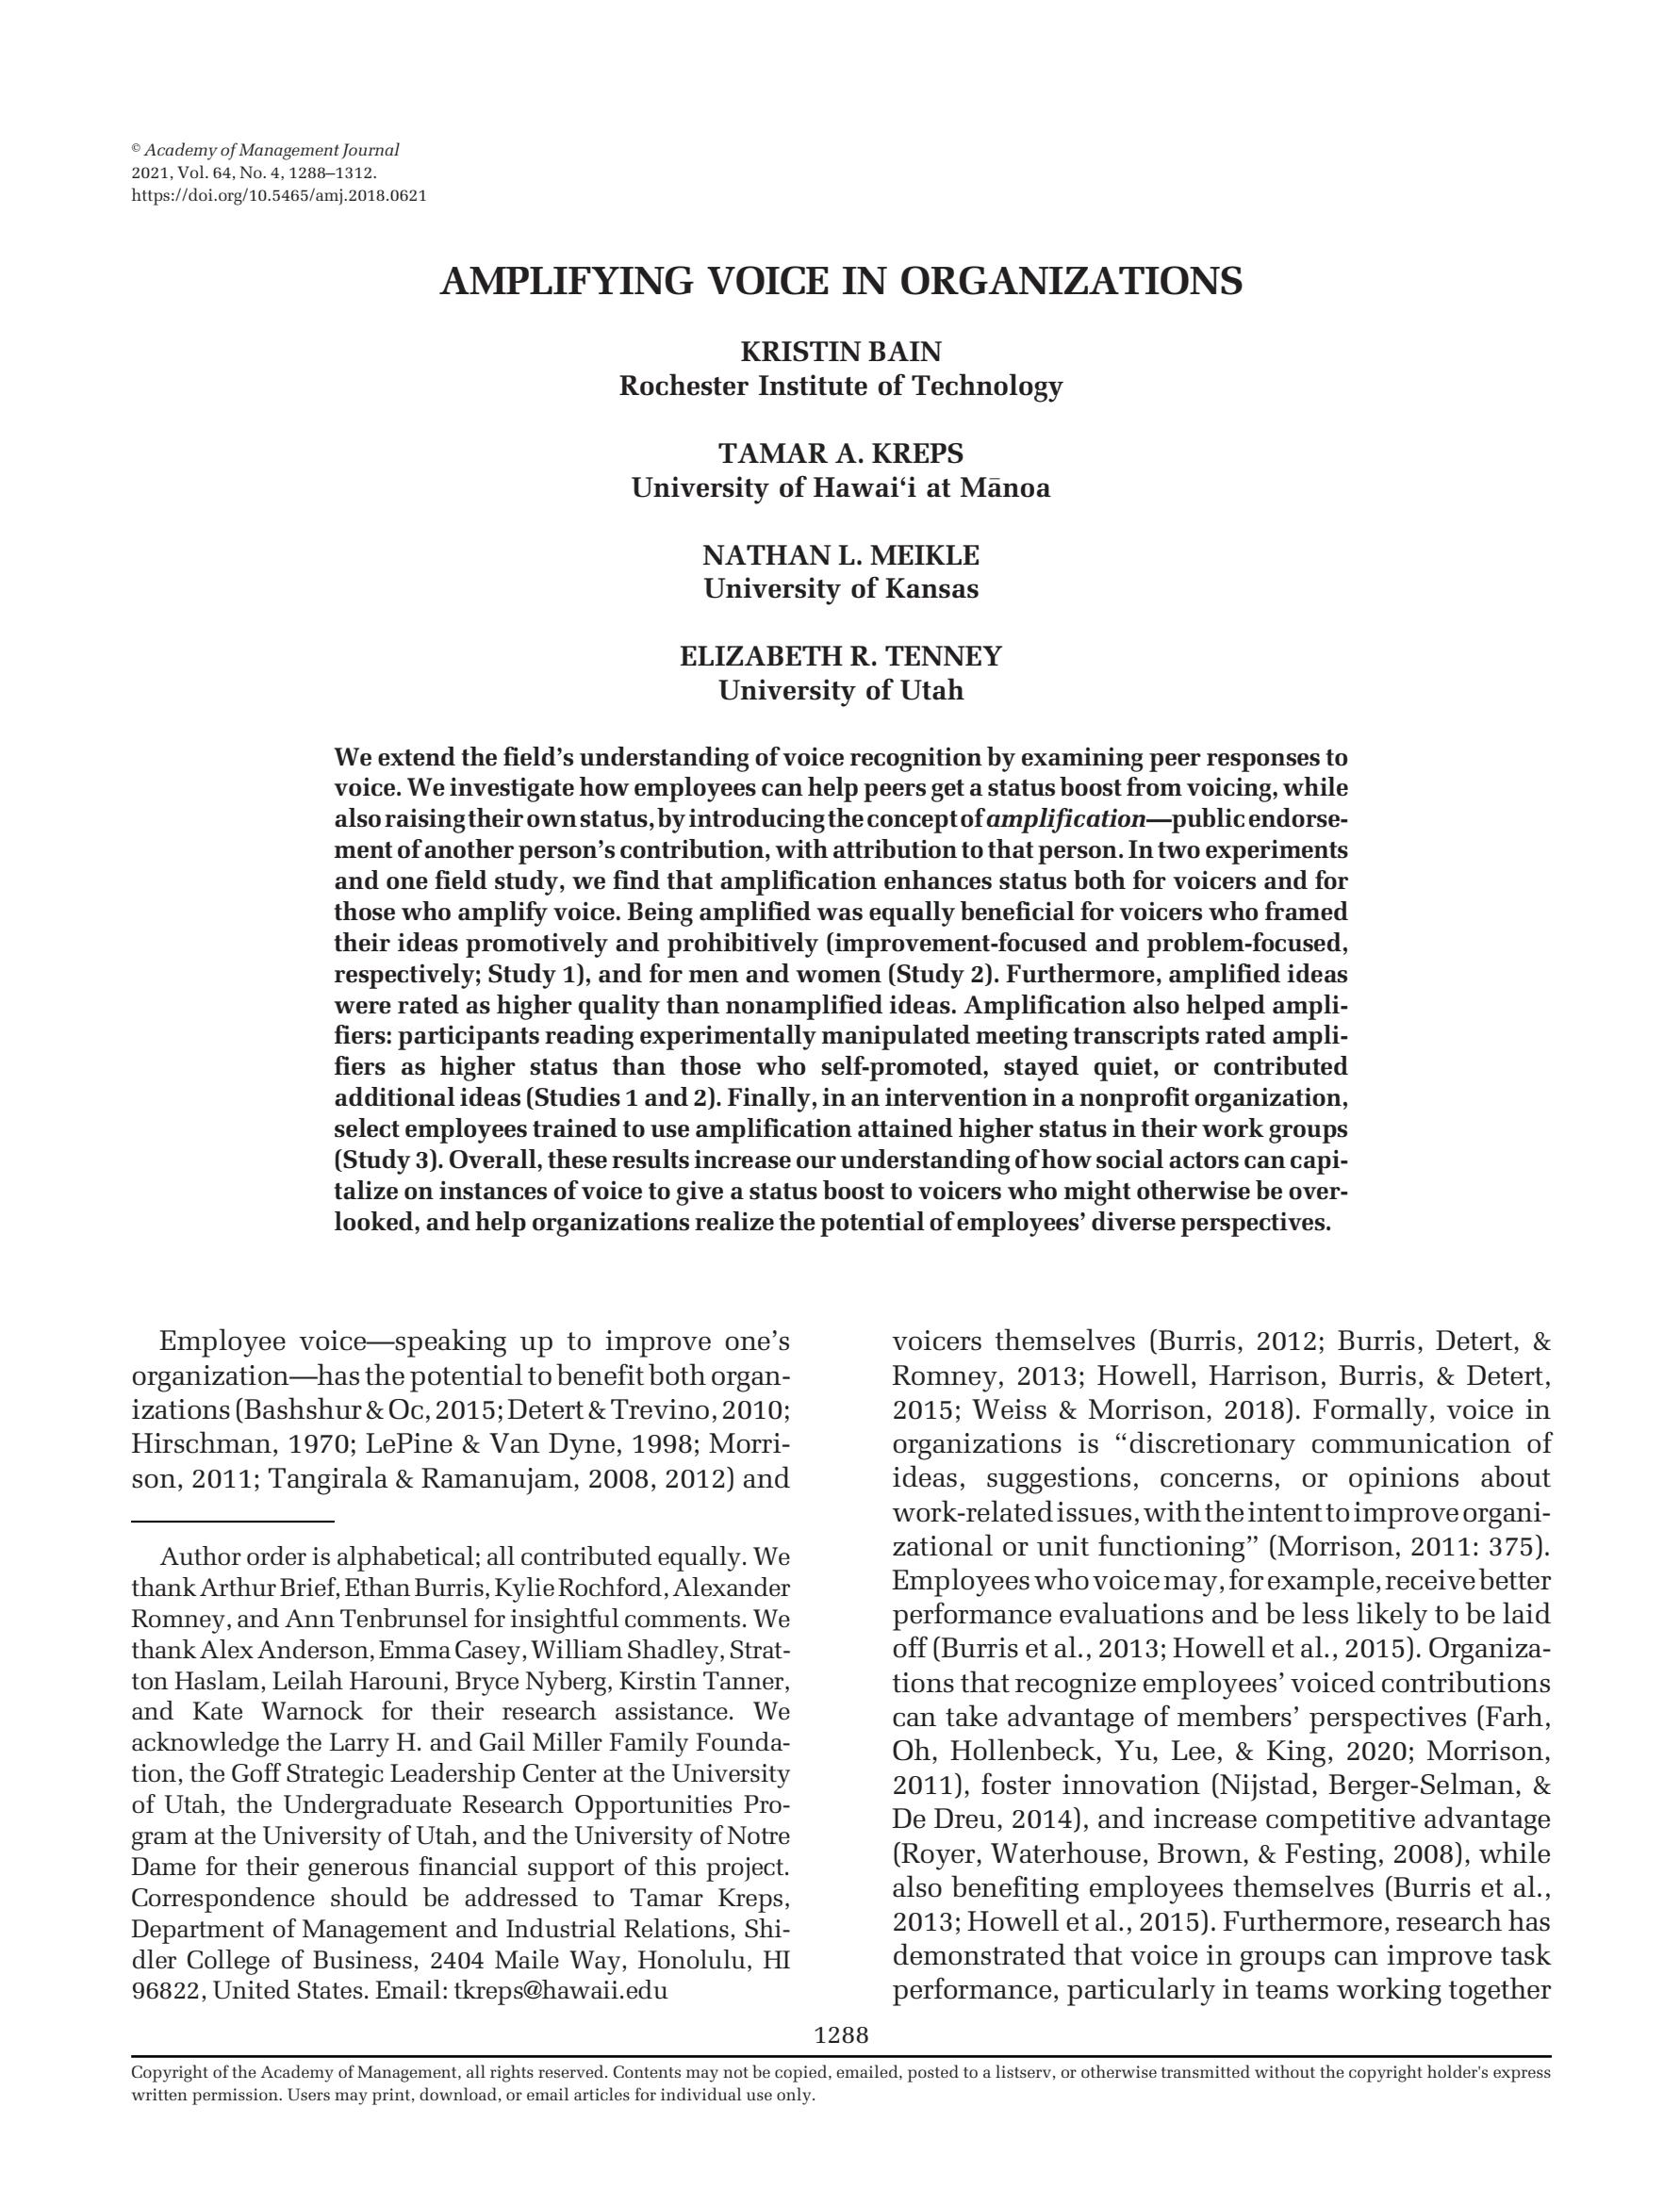 © Academy of Management Journal
2021, Vol. 64, No. 4, 1288–1312.
https://doi.org/10.5465/amj.2018.0621
AMPLIFYING VOICE IN ORGANIZATIONS
KRISTIN BAIN
Rochester Institute of Technology
TAMAR A. KREPS
University of Hawai‘i at Mānoa
NATHAN L. MEIKLE
University of Kansas
ELIZABETH R. TENNEY
University of Utah
We extend the field’s understanding of voice recognition by examining peer responses to
voice. We investigate how employees can help peers get a status boost from voicing, while
also raising their own status, by introducing the concept of amplification—public endorse-
ment of another person’s contribution, with attribution to that person. In two experiments
and one field study, we find that amplification enhances status both for voicers and for
those who amplify voice. Being amplified was equally beneficial for voicers who framed
their ideas promotively and prohibitively (improvement-focused and problem-focused,
respectively; Study 1), and for men and women (Study 2). Furthermore, amplified ideas
were rated as higher quality than nonamplified ideas. Amplification also helped ampli-
fiers: participants reading experimentally manipulated meeting transcripts rated ampli-
fiers as higher status than those who self-promoted, stayed quiet, or contributed
additional ideas (Studies 1 and 2). Finally, in an intervention in a nonprofit organization,
select employees trained to use amplification attained higher status in their work groups
(Study 3). Overall, these results increase our understanding of how social actors can capi-
talize on instances of voice to give a status boost to voicers who might otherwise be over-
looked, and help organizations realize the potential of employees’ diverse perspectives.
Employee voice—speaking up to improve one’s
organization—has the potential to benefit both organ-
izations (Bashshur & Oc, 2015; Detert & Trevino, 2010;
Hirschman, 1970; LePine & Van Dyne, 1998; Morri-
son, 2011; Tangirala & Ramanujam, 2008, 2012) and
Author order is alphabetical; all contributed equally. We
thank Arthur Brief, Ethan Burris, Kylie Rochford, Alexander
Romney, and Ann Tenbrunsel for insightful comments. We
thank Alex Anderson, Emma Casey, William Shadley, Strat-
ton Haslam, Leilah Harouni, Bryce Nyberg, Kirstin Tanner,
and Kate Warnock for their research assistance. We
acknowledge the Larry H. and Gail Miller Family Founda-
tion, the Goff Strategic Leadership Center at the University
of Utah, the Undergraduate Research Opportunities Pro-
gram at the University of Utah, and the University of Notre
Dame for their generous financial support of this project.
Correspondence should be addressed to Tamar Kreps,
Department of Management and Industrial Relations, Shi-
dler College of Business, 2404 Maile Way, Honolulu, HI
96822, United States. Email: tkreps@hawaii.edu
voicers themselves (Burris, 2012; Burris, Detert, &
Romney, 2013; Howell, Harrison, Burris, & Detert,
2015; Weiss & Morrison, 2018). Formally, voice in
organizations is “discretionary communication of
ideas, suggestions, concerns, or opinions about
work-related issues, with the intent to improve organi-
zational or unit functioning” (Morrison, 2011: 375).
Employees who voice may, for example, receive better
performance evaluations and be less likely to be laid
off (Burris et al., 2013; Howell et al., 2015). Organiza-
tions that recognize employees’ voiced contributions
can take advantage of members’ perspectives (Farh,
Oh, Hollenbeck, Yu, Lee, & King, 2020; Morrison,
2011), foster innovation (Nijstad, Berger-Selman, &
De Dreu, 2014), and increase competitive advantage
(Royer, Waterhouse, Brown, & Festing, 2008), while
also benefiting employees themselves (Burris et al.,
2013; Howell et al., 2015). Furthermore, research has
demonstrated that voice in groups can improve task
performance, particularly in teams working together
1288
Copyright of the Academy of Management, all rights reserved. Contents may not be copied, emailed, posted to a listserv, or otherwise transmitted without the copyright holder's express
written permission. Users may print, download, or email articles for individual use only.